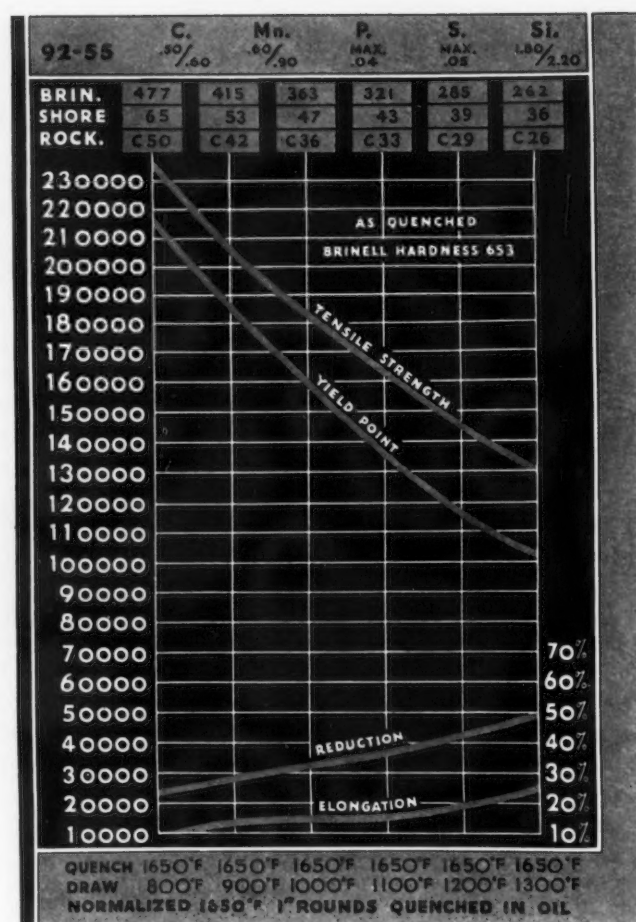 C. Mn. P. S. Si.
92-55 .50/.60 .60/.90 MAX. .04 MAX. .05 1.80/2.20
BRIN. 477 415 363 321 285 262
SHORE 65 53 47 43 39 36
ROCK. C50 C42 C36 C33 C29 C26
230000
220000
AS QUENCHED
210000
BRINELL HARDNESS 653
200000
190000
180000
TENSILE STRENGTH
170000
160000
YIELD POINT
150000
140000
130000
120000
110000
100000
90000
80000
70000 70%
60000 60%
50000 50%
REDUCTION
40000 40%
30000 30%
20000 ELONGATION 20%
10000 10%
QUENCH 1650°F 1650°F 1650°F 1650°F 1650°F 1650°F
DRAW 800°F 900°F 1000°F 1100°F 1200°F 1300°F
NORMALIZED 1650°F 1" ROUNDS QUENCHED IN OIL